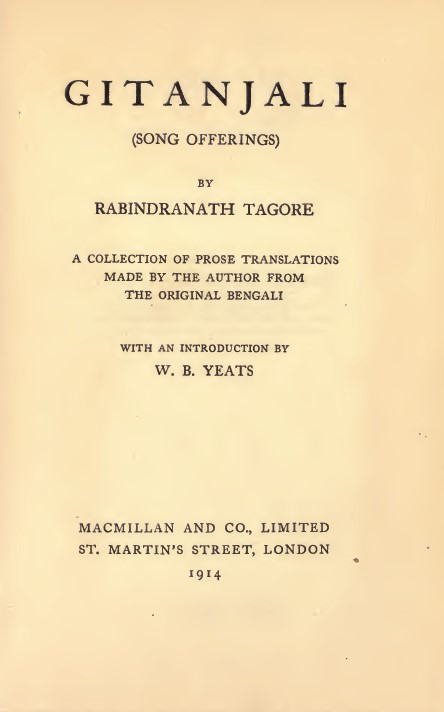 GITANJALI
(SONG OFFERINGS)
BY
RABINDRANATH TAGORE
A COLLECTION OF PROSE TRANSLATIONS
MADE BY THE AUTHOR FROM
THE ORIGINAL BENGALI
WITH AN INTRODUCTION BY
W. B. YEATS
MACMILLAN AND CO., LIMITED
ST. MARTIN'S STREET, LONDON
1914